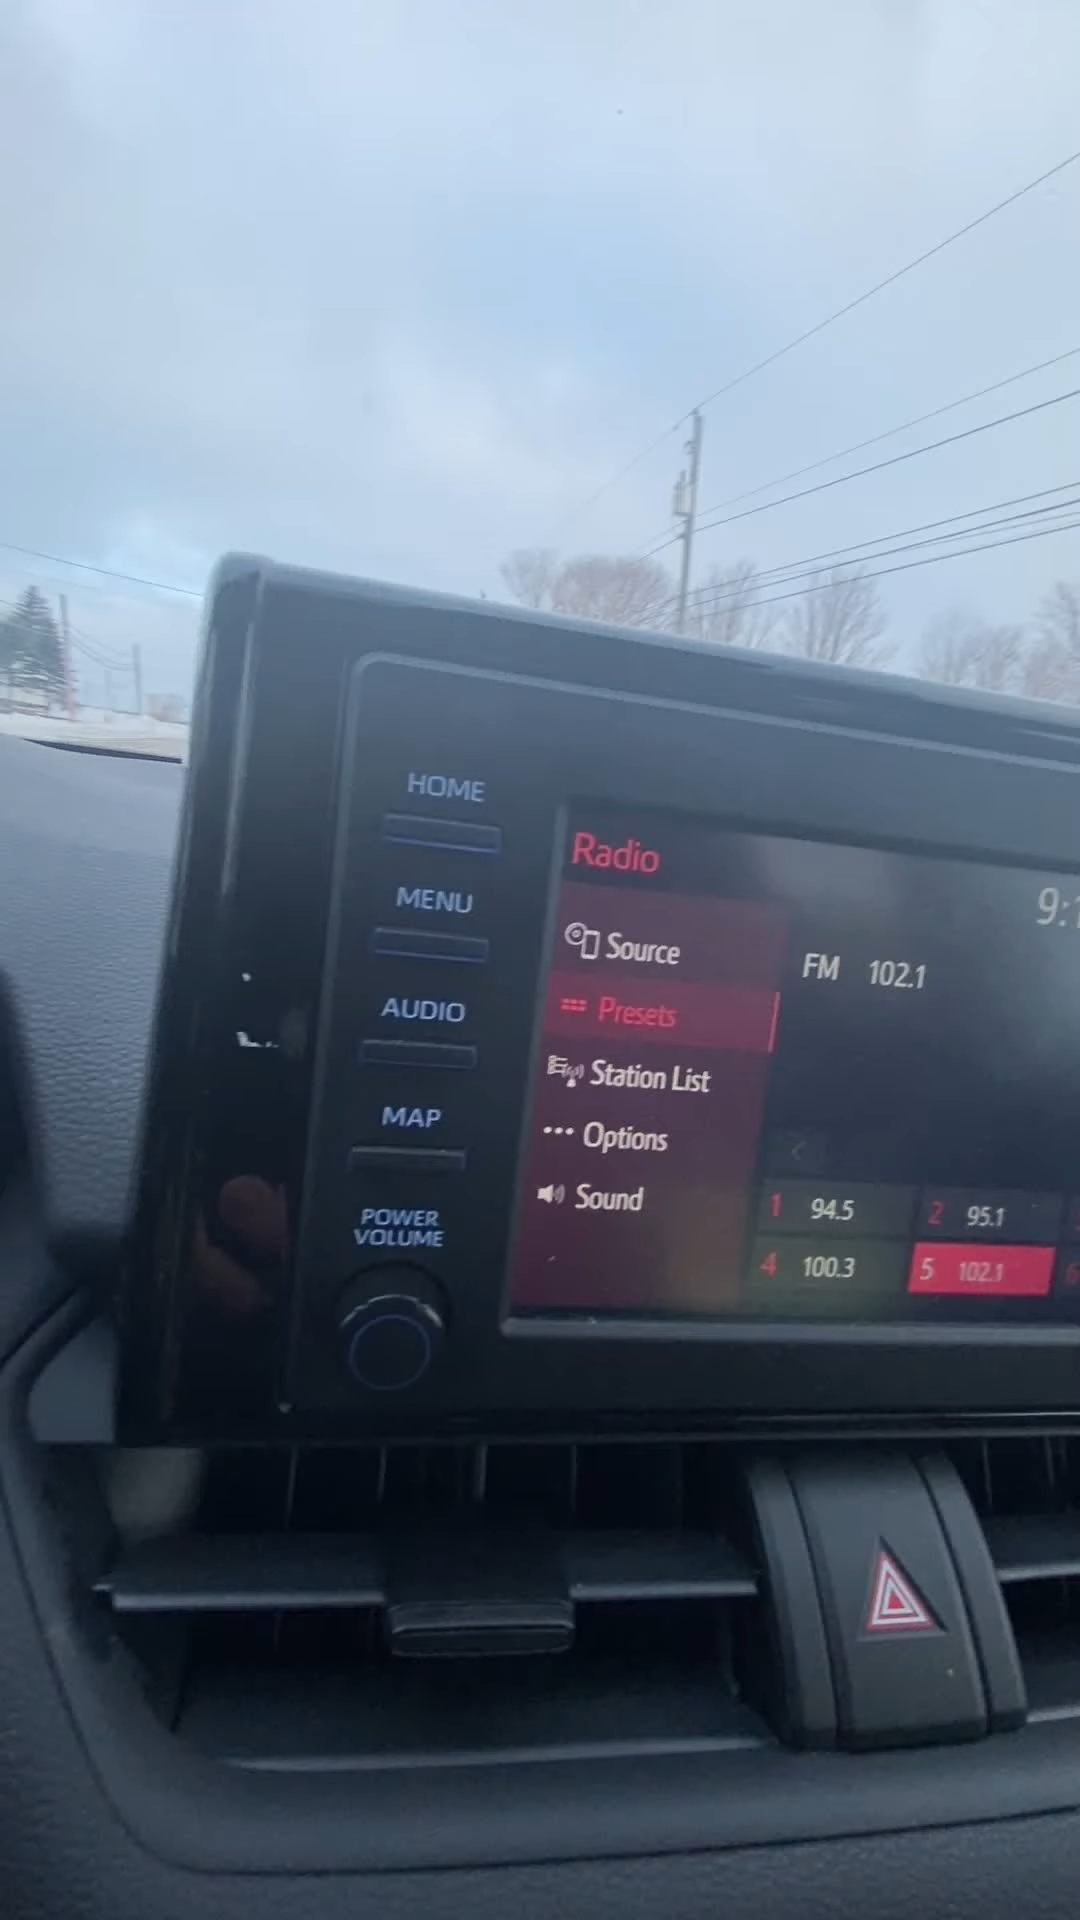 HOME
MENU
AUDIO
MAP
POWER
VOLUME
Radio
Source
Presets
Station List
Options
Sound
FM 102.1
1 94.5 2 95.1
4 100.3 5 102.1